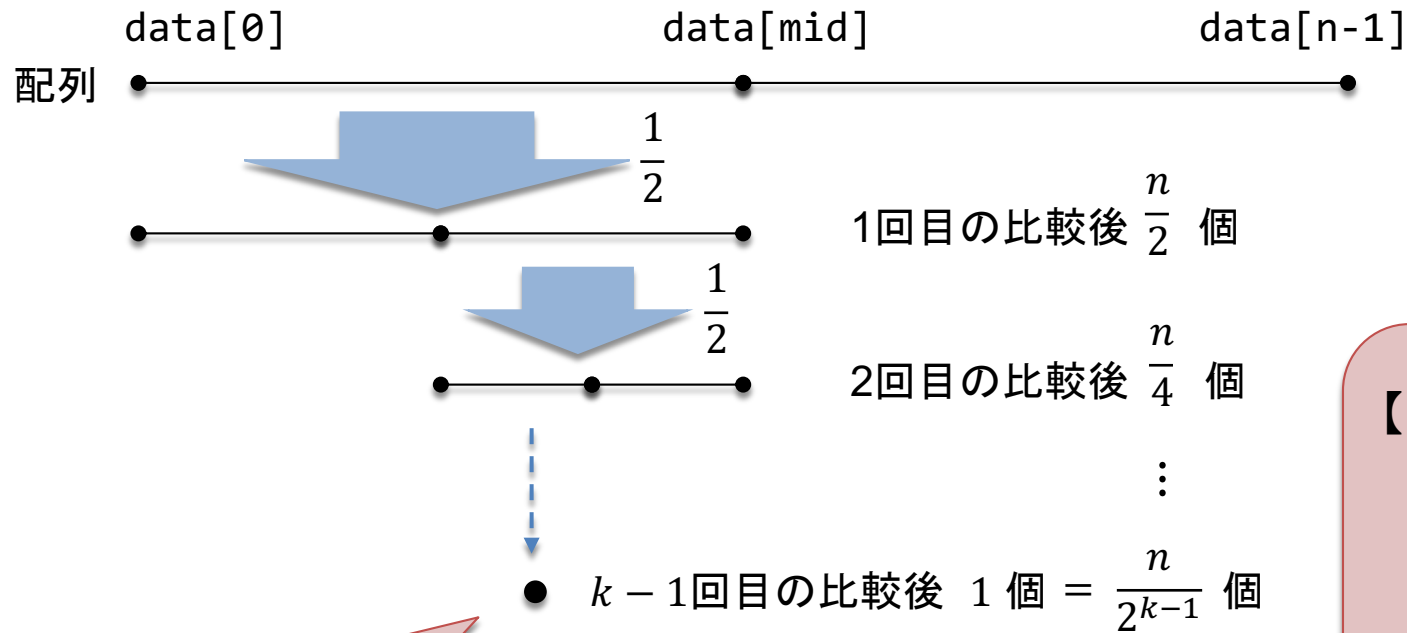 data[0] data[mid] data[n-1]
配列
1/2
1回目の比較後 n/2 個
1/2
2回目の比較後 n/4 個
【
⋮
k − 1回目の比較後 1 個 = n/2^{k−1} 個